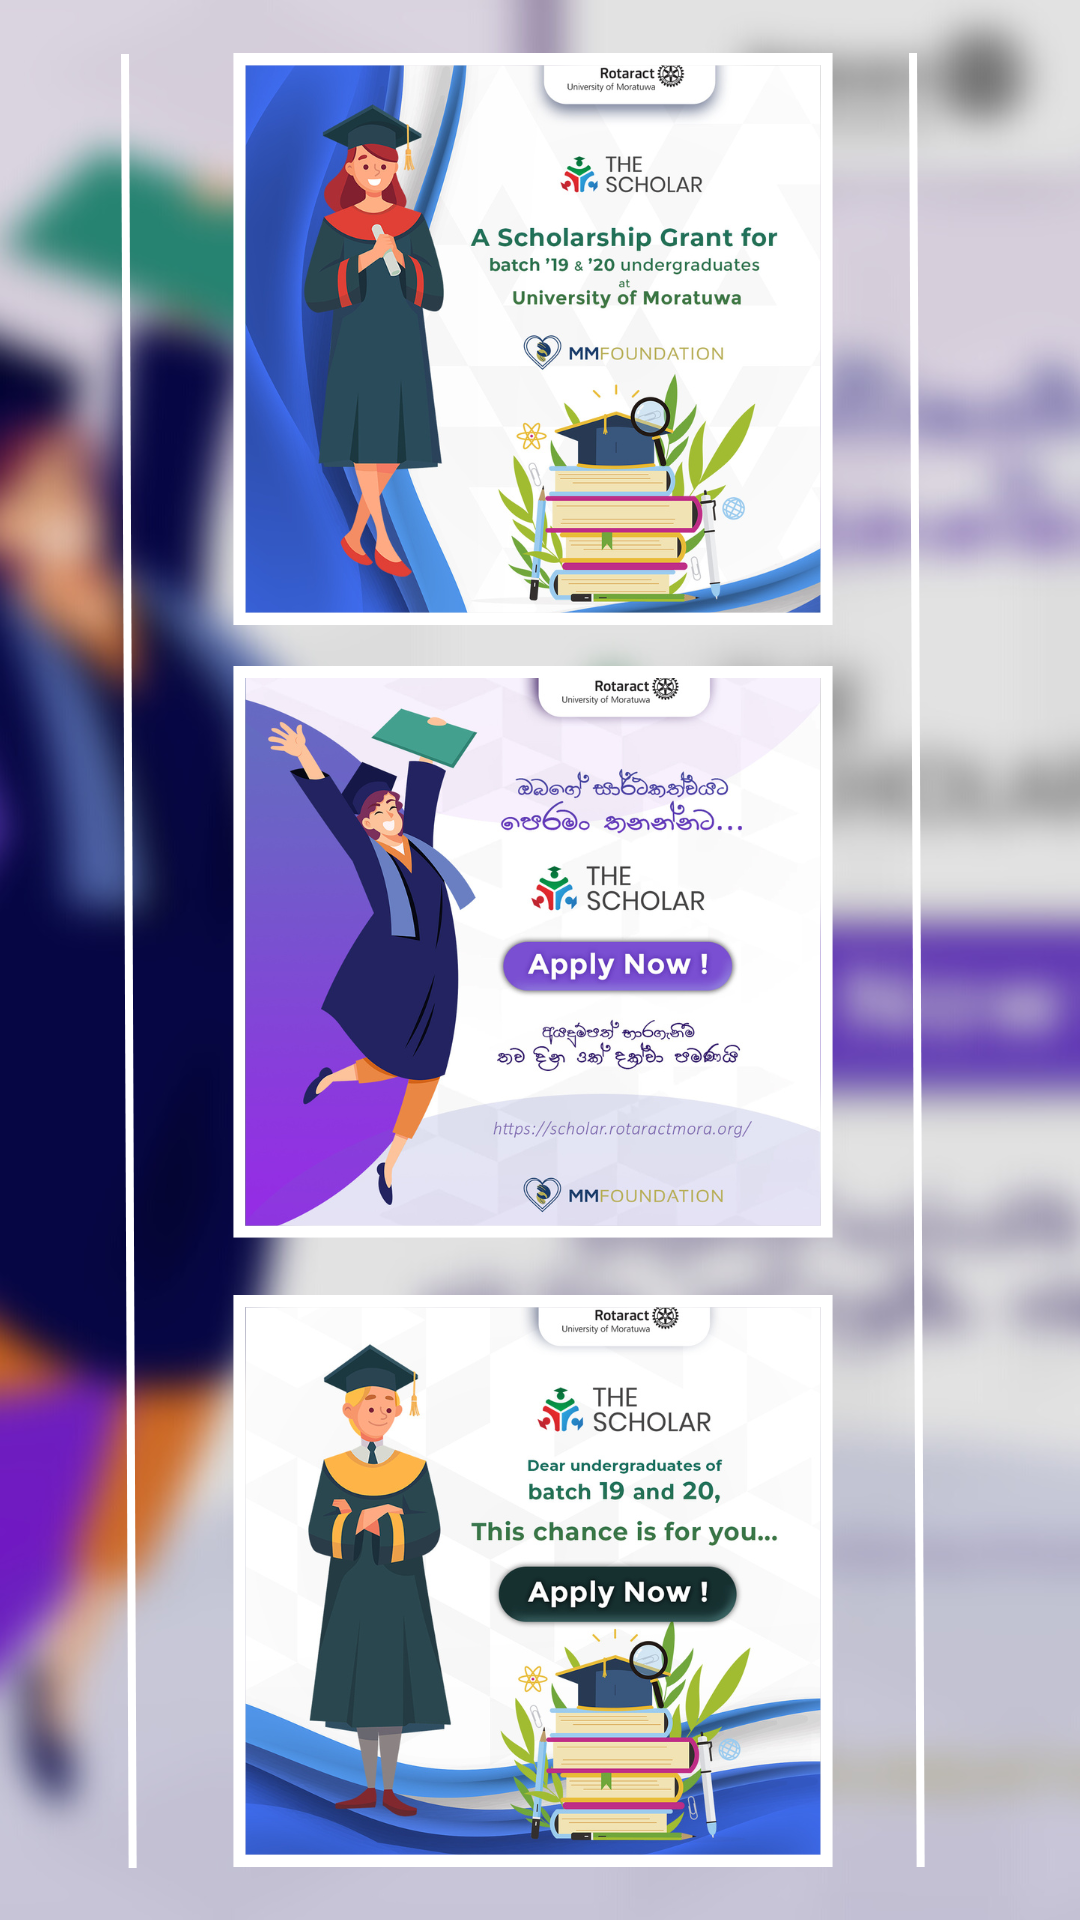 Rotaract
University of Moratuwa
THE
SCHOLAR
A Scholarship Grant for
batch ’19 & ’20 undergraduates
at
University of Moratuwa
MMFOUNDATION
Rotaract
University of Moratuwa
ඔබගේ සාර්ථකත්වයට
පෙරමං තනන්නට...
THE
SCHOLAR
Apply Now !
අයදුම්පත් භාරගැනීම්
තව දින 3ක් දක්වා පමණයි
https://scholar.rotaractmora.org/
MMFOUNDATION
Rotaract
University of Moratuwa
THE
SCHOLAR
Dear undergraduates of
batch 19 and 20,
This chance is for you...
Apply Now !